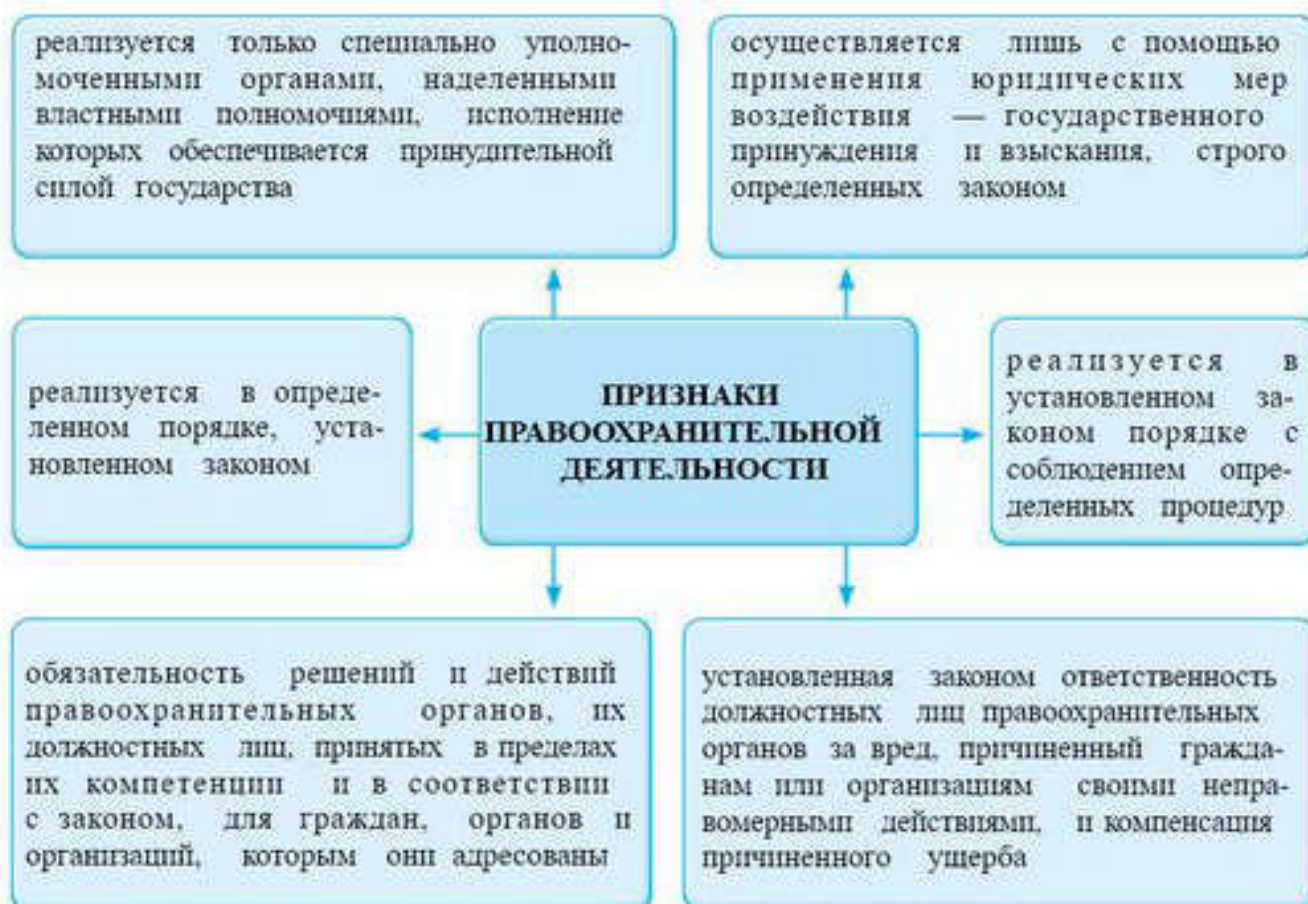 реализуется только специально уполно-
моченными органами, наделенными
властными полномочиями, исполнение
которых обеспечивается принудительной
силой государства
осуществляется лишь с помощью
применения юридических мер
воздействия — государственного
принуждения и взыскания, строго
определенных законом
реализуется в опреде-
ленном порядке, уста-
новленном законом
ПРИЗНАКИ
ПРАВООХРАНИТЕЛЬНОЙ
ДЕЯТЕЛЬНОСТИ
реализуется в
установленном за-
коном порядке с
соблюдением опре-
деленных процедур
обязательность решений и действий
правоохранительных органов, их
должностных лиц, принятых в пределах
их компетенции и в соответствии
с законом, для граждан, органов и
организаций, которым они адресованы
установленная законом ответственность
должностных лиц правоохранительных
органов за вред, причиненный гражда-
нам или организациям своими непра-
вомерными действиями, и компенсация
причиненного ущерба